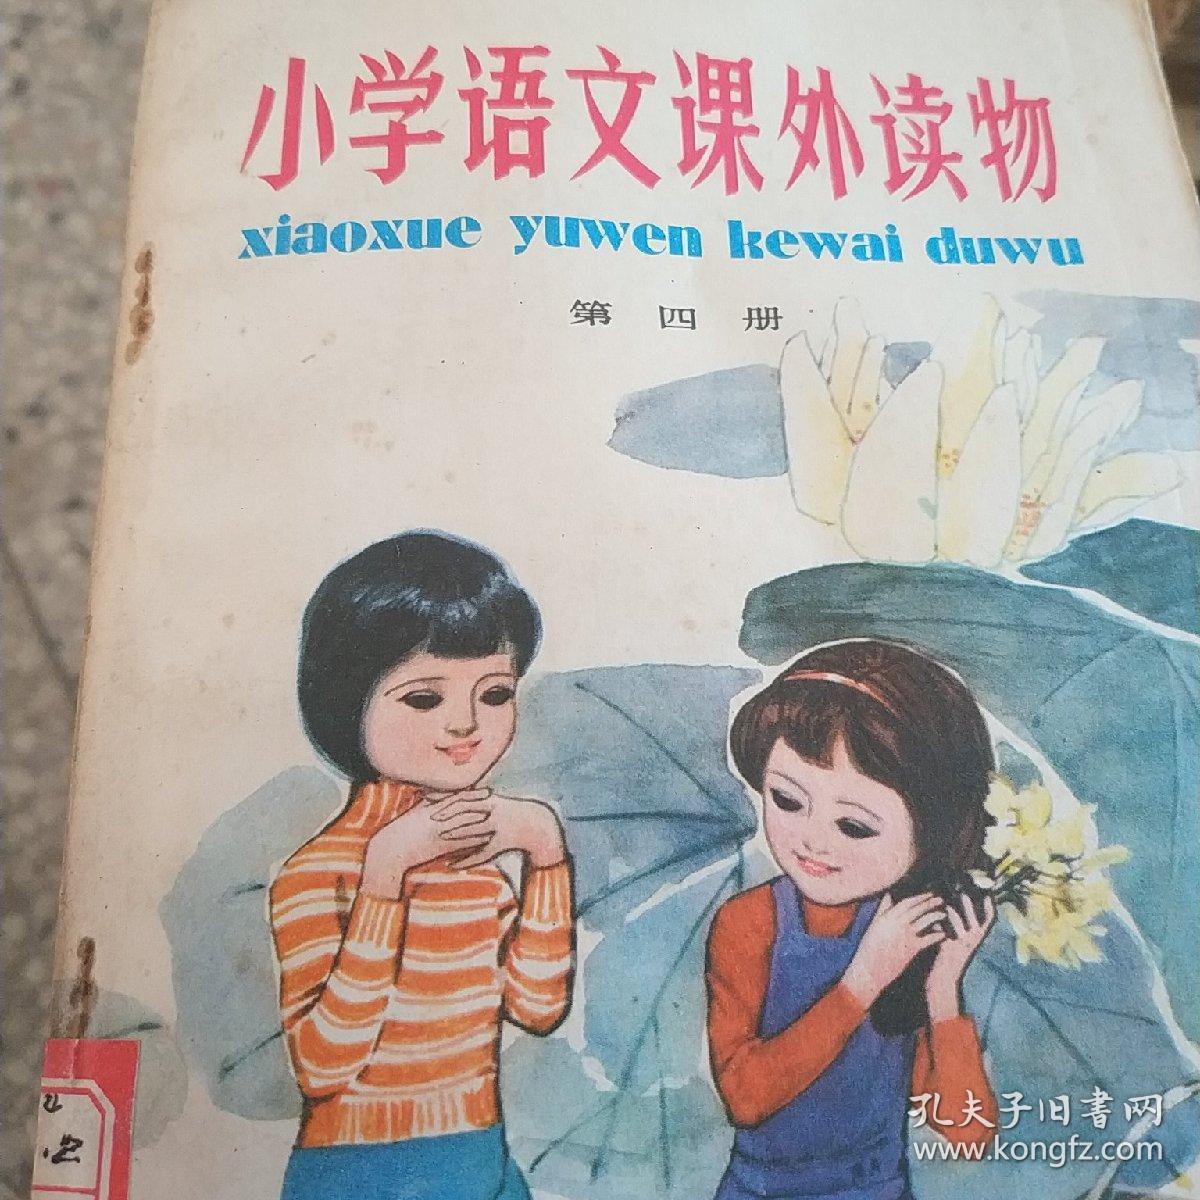 小学语文课外读物
xiaoxue yuwen kewai duwu
第四册
孔夫子旧書网
www.kongfz.com